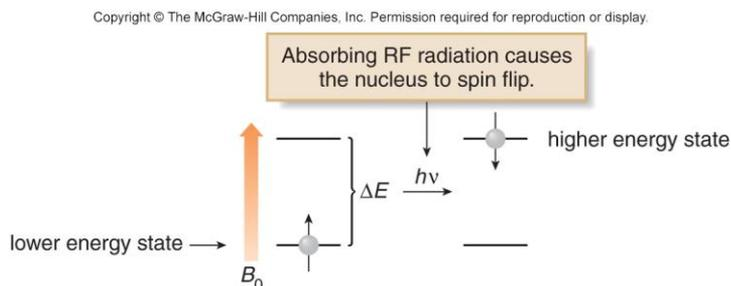 Copyright © The McGraw-Hill Companies, Inc. Permission required for reproduction or display.
Absorbing RF radiation causes
the nucleus to spin flip.
higher energy state
ΔE
hν
lower energy state
B₀